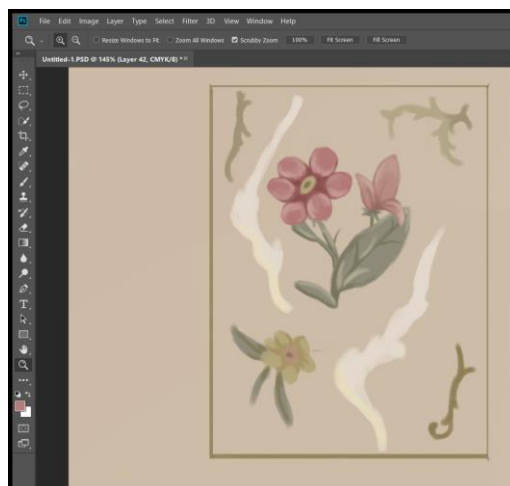 Ps File Edit Image Layer Type Select Filter 3D View Window Help
Resize Windows to Fit Zoom All Windows Scrubby Zoom 100% Fit Screen Fill Screen
Untitled-1.PSD @ 145% (Layer 42, CMYK/8) * ×
T